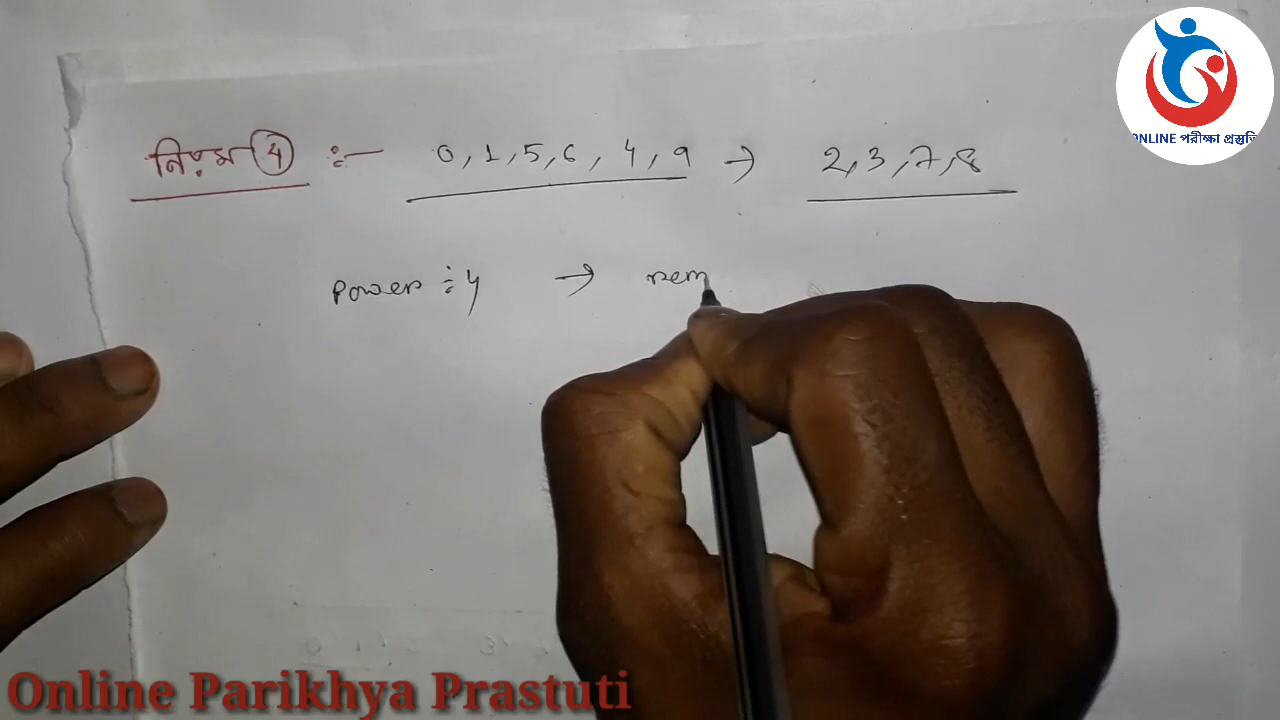 ONLINE পরীক্ষা প্রস্তুতি
নিয়ম ④ :- 0, 1, 5, 6, 4, 9 → 2, 3, 7, 8
Power ÷ 4 → rem
Online Parikhya Prastuti